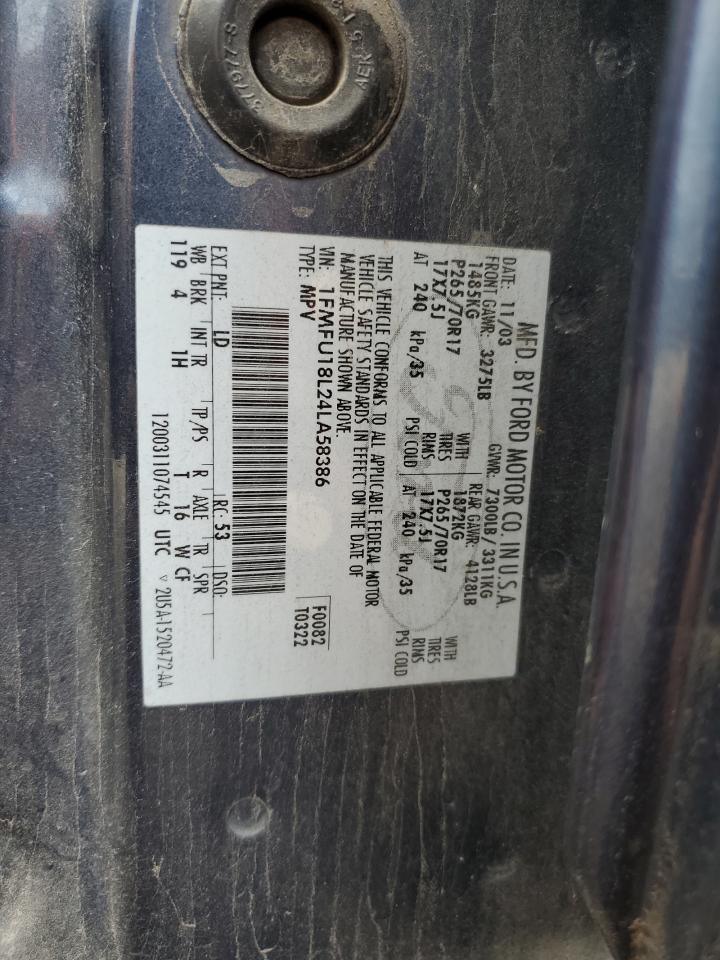 577977-S
VER 5 1-2
MFD. BY FORD MOTOR CO. IN U.S.A.
DATE: 11/03 GVWR: 7300LB / 3311KG
FRONT GAWR: 3275LB REAR GAWR: 4128LB
1485KG WITH 1872KG WITH
P265/70R17 TIRES P265/70R17 TIRES
17X7.5J RIMS 17X7.5J RIMS
AT 240 kPa/35 PSI COLD AT 240 kPa/35 PSI COLD
THIS VEHICLE CONFORMS TO ALL APPLICABLE FEDERAL MOTOR
VEHICLE SAFETY STANDARDS IN EFFECT ON THE DATE OF
MANUFACTURE SHOWN ABOVE.
VIN: 1FMFU18L24LA58386 F0082
TYPE: MPV T0322
EXT PNT: LD RC: 53 DSO:
WB BRK INT TR TP/PS R AXLE TR SPR
119 4 1H T 16 W CF
1200311074545 UTC ▽ 2U5A-1520472-AA